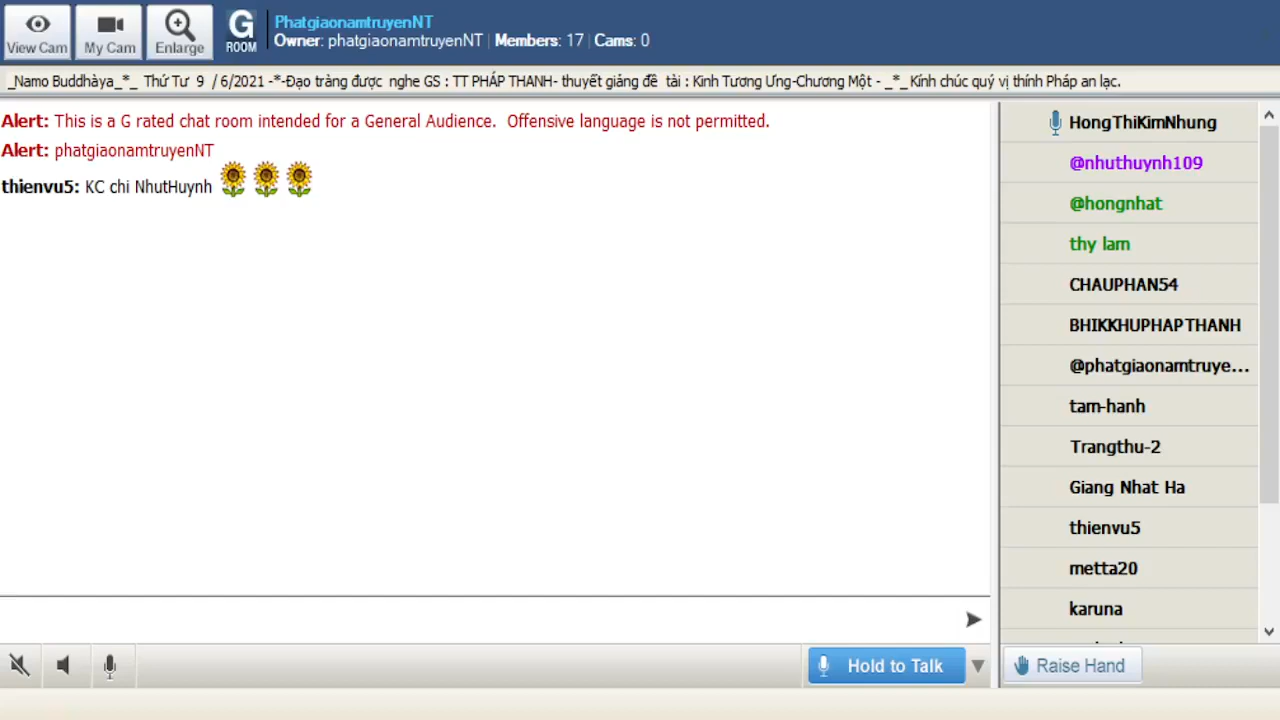 View Cam
My Cam
Enlarge
G
ROOM
PhatgiaonamtruyenNT
Owner: phatgiaonamtruyenNT | Members: 17 | Cams: 0
_Namo Buddhàya_*_ Thứ Tư 9 / 6/2021 -*-Đạo tràng được nghe GS : TT PHÁP THANH- thuyết giảng đề tài : Kinh Tương Ưng-Chương Một - _*_Kính chúc quý vị thính Pháp an lạc.
Alert: This is a G rated chat room intended for a General Audience. Offensive language is not permitted.
Alert: phatgiaonamtruyenNT
thienvu5: KC chi NhutHuynh
HongThiKimNhung
@nhuthuynh109
@hongnhat
thy lam
CHAUPHAN54
BHIKKHUPHAPTHANH
@phatgiaonamtruye...
tam-hanh
Trangthu-2
Giang Nhat Ha
thienvu5
metta20
karuna
Hold to Talk
Raise Hand